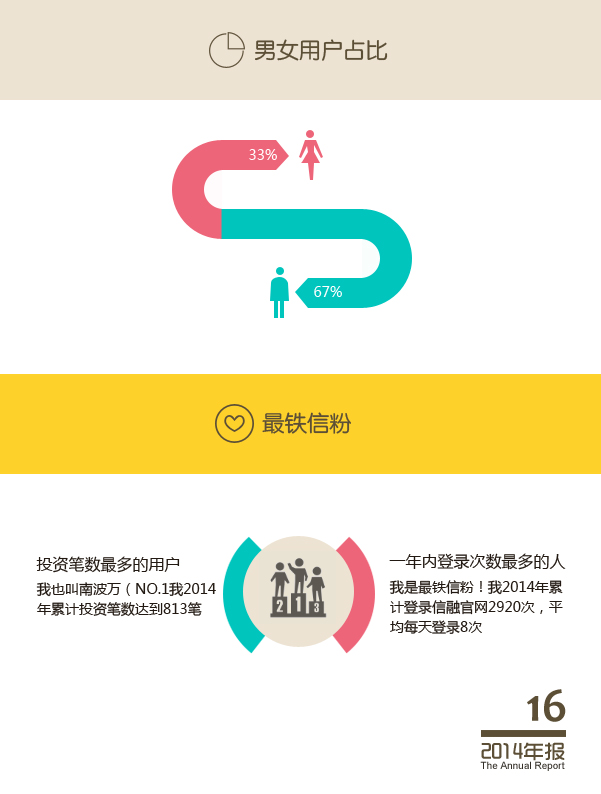 男女用户占比
33%
67%
最铁信粉
投资笔数最多的用户
我也叫南波万（NO.1我2014
年累计投资笔数达到813笔
2 1 3
一年内登录次数最多的人
我是最铁信粉！我2014年累
计登录信融官网2920次，平
均每天登录8次
16
2014年报
The Annual Report